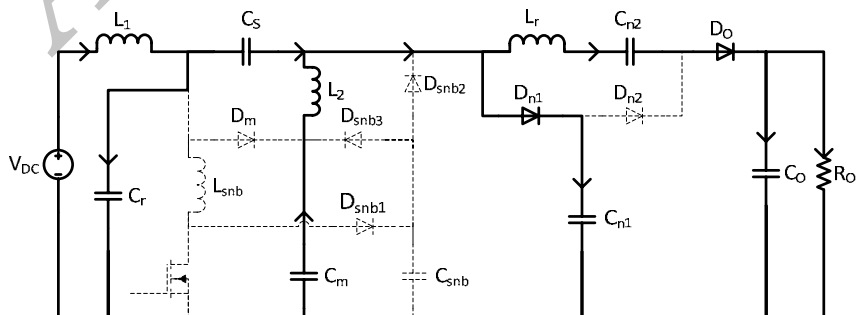 L1
CS
Lr
Cn2
DO
L2
Dsnb2
Dn1
Dn2
Dm
Dsnb3
VDC
Cr
Lsnb
Dsnb1
Cn1
CO
RO
Cm
Csnb